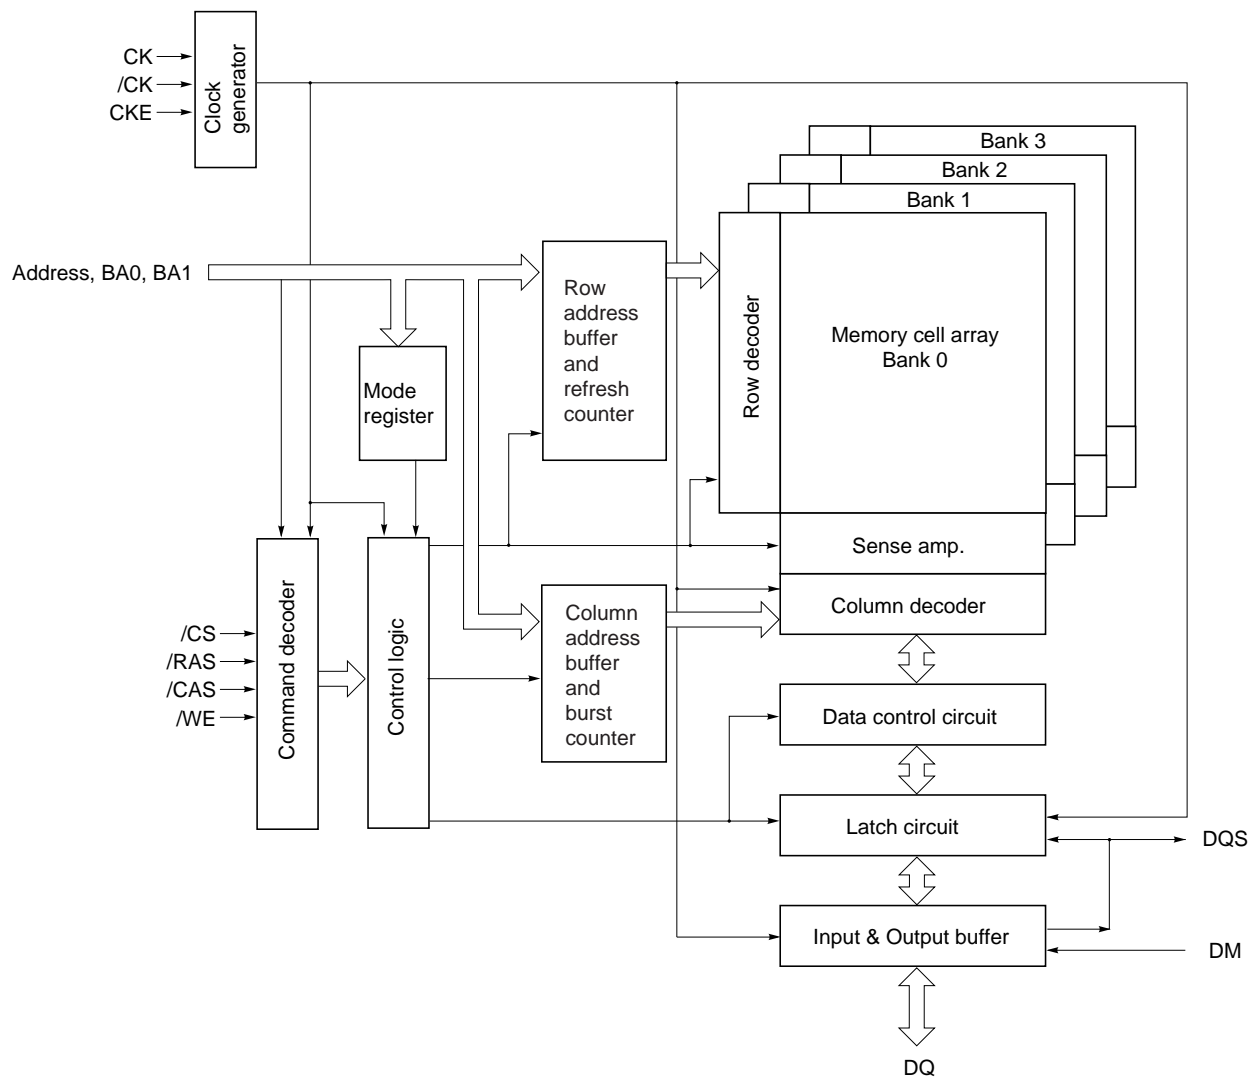 CK
/CK
CKE
Clock
generator
Bank 3
Bank 2
Bank 1
Address, BA0, BA1
Row
address
buffer
and
refresh
counter
Row decoder
Memory cell array
Bank 0
Mode
register
Sense amp.
Column decoder
Command decoder
Control logic
Column
address
buffer
and
burst
counter
/CS
/RAS
/CAS
/WE
Data control circuit
Latch circuit
DQS
Input & Output buffer
DM
DQ